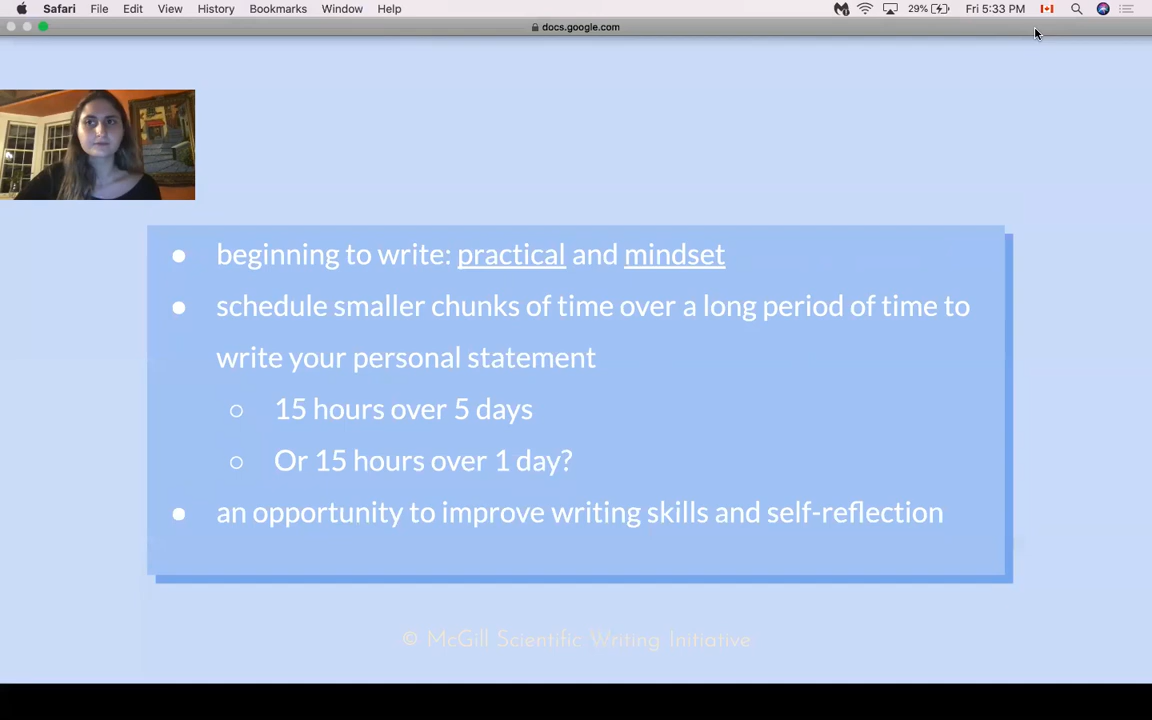 Safari File Edit View History Bookmarks Window Help 29% Fri 5:33 PM
docs.google.com
● beginning to write: practical and mindset
● schedule smaller chunks of time over a long period of time to
write your personal statement
○ 15 hours over 5 days
○ Or 15 hours over 1 day?
● an opportunity to improve writing skills and self-reflection
© McGill Scientific Writing Initiative